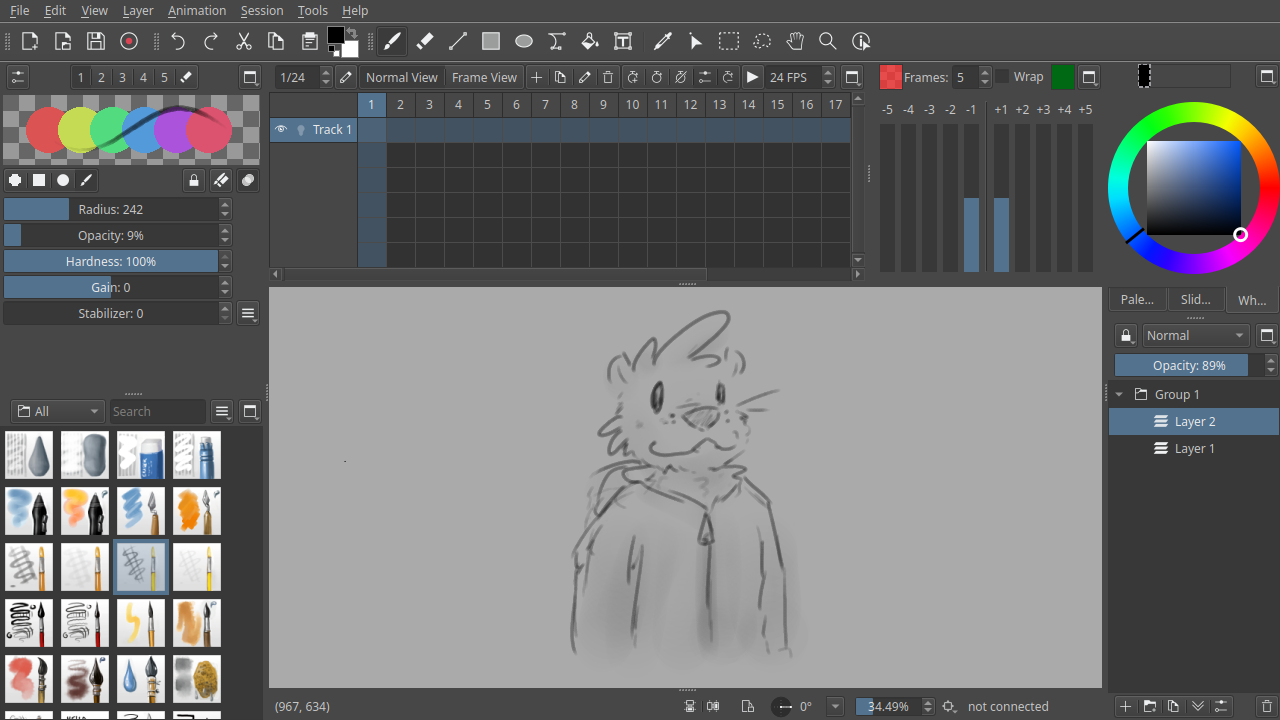 File Edit View Layer Animation Session Tools Help
1 2 3 4 5
1/24 Normal View Frame View 24 FPS
Frames: 5 Wrap
1 2 3 4 5 6 7 8 9 10 11 12 13 14 15 16 17
-5 -4 -3 -2 -1 +1 +2 +3 +4 +5
Track 1
Radius: 242
Opacity: 9%
Hardness: 100%
Gain: 0
Stabilizer: 0
Pale... Slid... Wh...
Normal
Opacity: 89%
Group 1
Layer 2
Layer 1
All Search
(967, 634) 0° 34.49% not connected